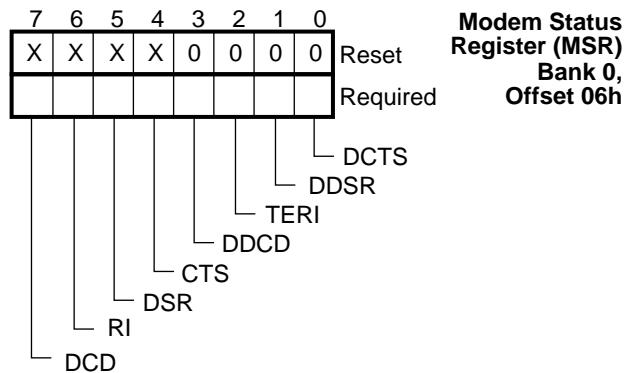 7 6 5 4 3 2 1 0
X X X X 0 0 0 0 Reset
Required
Modem Status
Register (MSR)
Bank 0,
Offset 06h
DCTS
DDSR
TERI
DDCD
CTS
DSR
RI
DCD